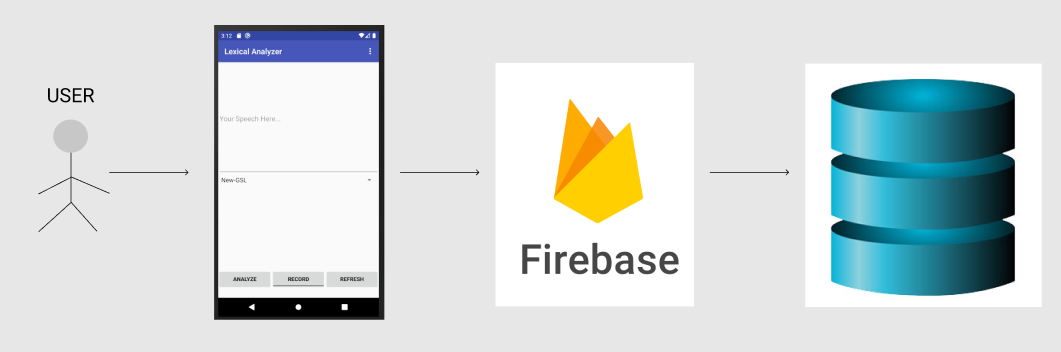 USER
3:12
Lexical Analyzer
Your Speech Here...
New-GSL
ANALYZE
RECORD
REFRESH
Firebase